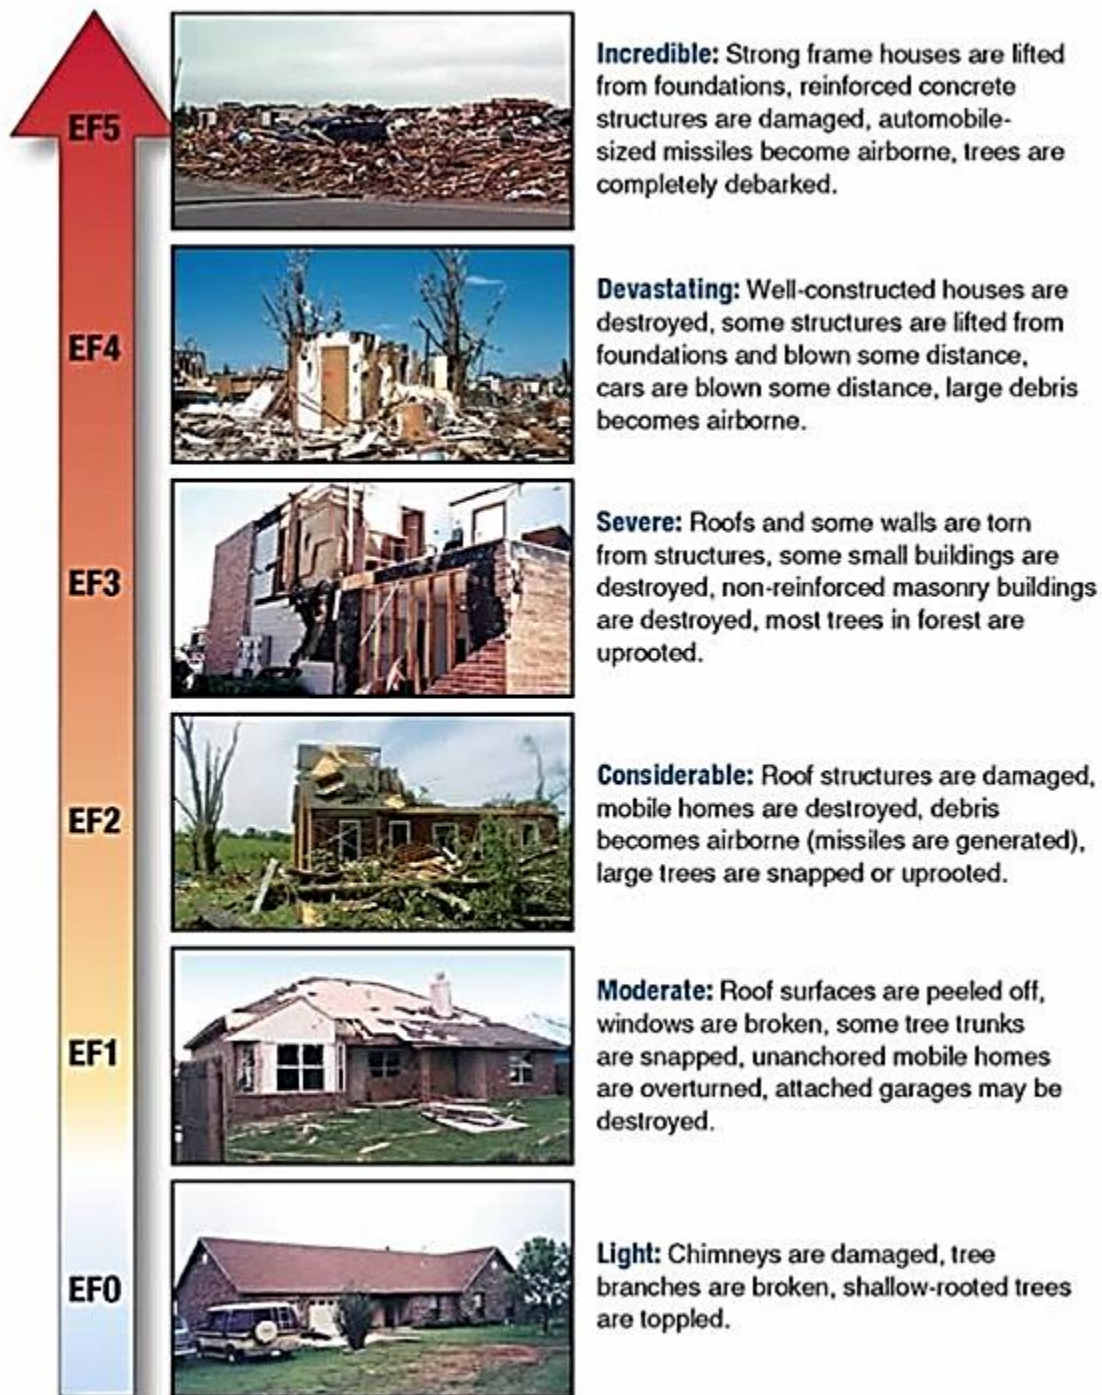 EF5
Incredible: Strong frame houses are lifted
from foundations, reinforced concrete
structures are damaged, automobile-
sized missiles become airborne, trees are
completely debarked.
EF4
Devastating: Well-constructed houses are
destroyed, some structures are lifted from
foundations and blown some distance,
cars are blown some distance, large debris
becomes airborne.
EF3
Severe: Roofs and some walls are torn
from structures, some small buildings are
destroyed, non-reinforced masonry buildings
are destroyed, most trees in forest are
uprooted.
EF2
Considerable: Roof structures are damaged,
mobile homes are destroyed, debris
becomes airborne (missiles are generated),
large trees are snapped or uprooted.
EF1
Moderate: Roof surfaces are peeled off,
windows are broken, some tree trunks
are snapped, unanchored mobile homes
are overturned, attached garages may be
destroyed.
EF0
Light: Chimneys are damaged, tree
branches are broken, shallow-rooted trees
are toppled.